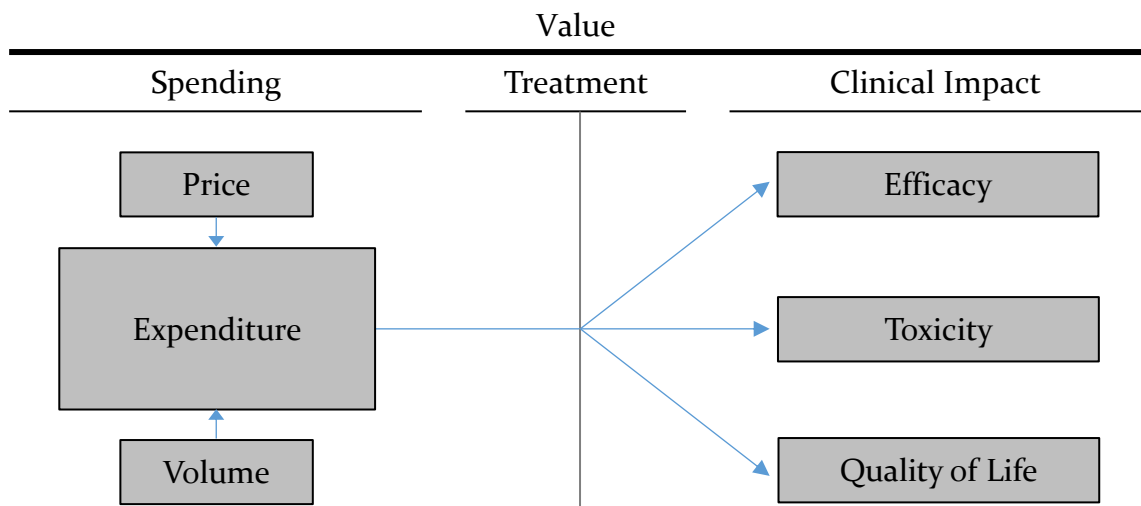 Value
Spending
Treatment
Clinical Impact
Price
Efficacy
Expenditure
Toxicity
Volume
Quality of Life